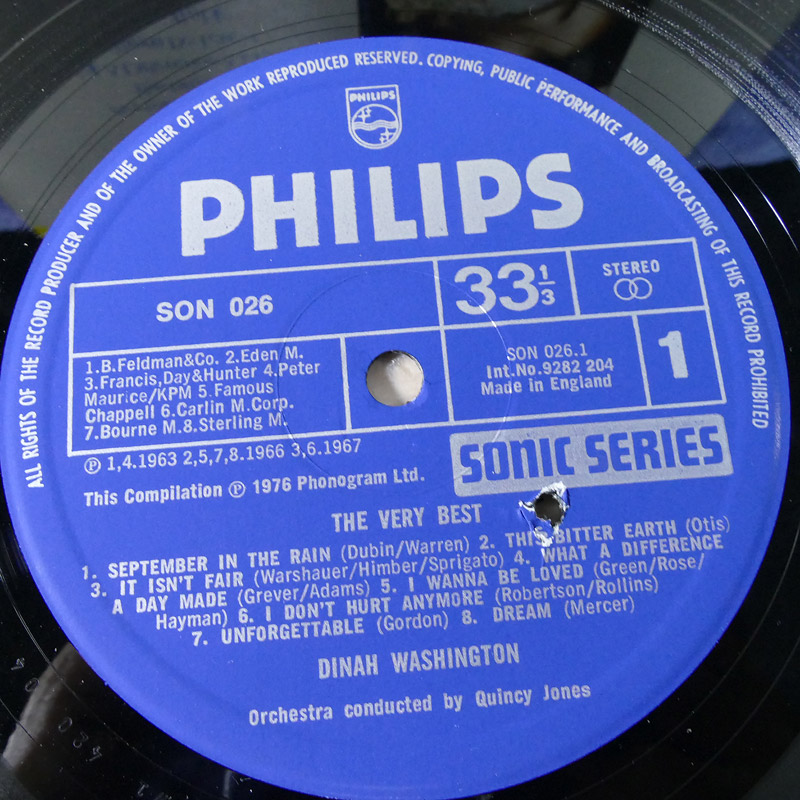 ALL RIGHTS OF THE RECORD PRODUCER AND OF THE OWNER OF THE WORK REPRODUCED RESERVED. COPYING, PUBLIC PERFORMANCE AND BROADCASTING OF THIS RECORD PROHIBITED
PHILIPS
PHILIPS
SON 026
33 1/3
STEREO
1.B.Feldman&Co. 2.Eden M.
3.Francis,Day&Hunter 4.Peter
Maurice/KPM 5.Famous
Chappell 6.Carlin M.Corp.
7.Bourne M.8.Sterling M.
SON 026.1
Int.No.9282 204
Made in England
1
Ⓟ 1,4.1963 2,5,7,8.1966 3,6.1967
This Compilation Ⓟ 1976 Phonogram Ltd.
SONIC SERIES
THE VERY BEST
1. SEPTEMBER IN THE RAIN (Dubin/Warren) 2. THIS BITTER EARTH (Otis)
3. IT ISN'T FAIR (Warshauer/Himber/Sprigato) 4. WHAT A DIFFERENCE
A DAY MADE (Grever/Adams) 5. I WANNA BE LOVED (Green/Rose/
Hayman) 6. I DON'T HURT ANYMORE (Robertson/Rollins)
7. UNFORGETTABLE (Gordon) 8. DREAM (Mercer)
DINAH WASHINGTON
Orchestra conducted by Quincy Jones